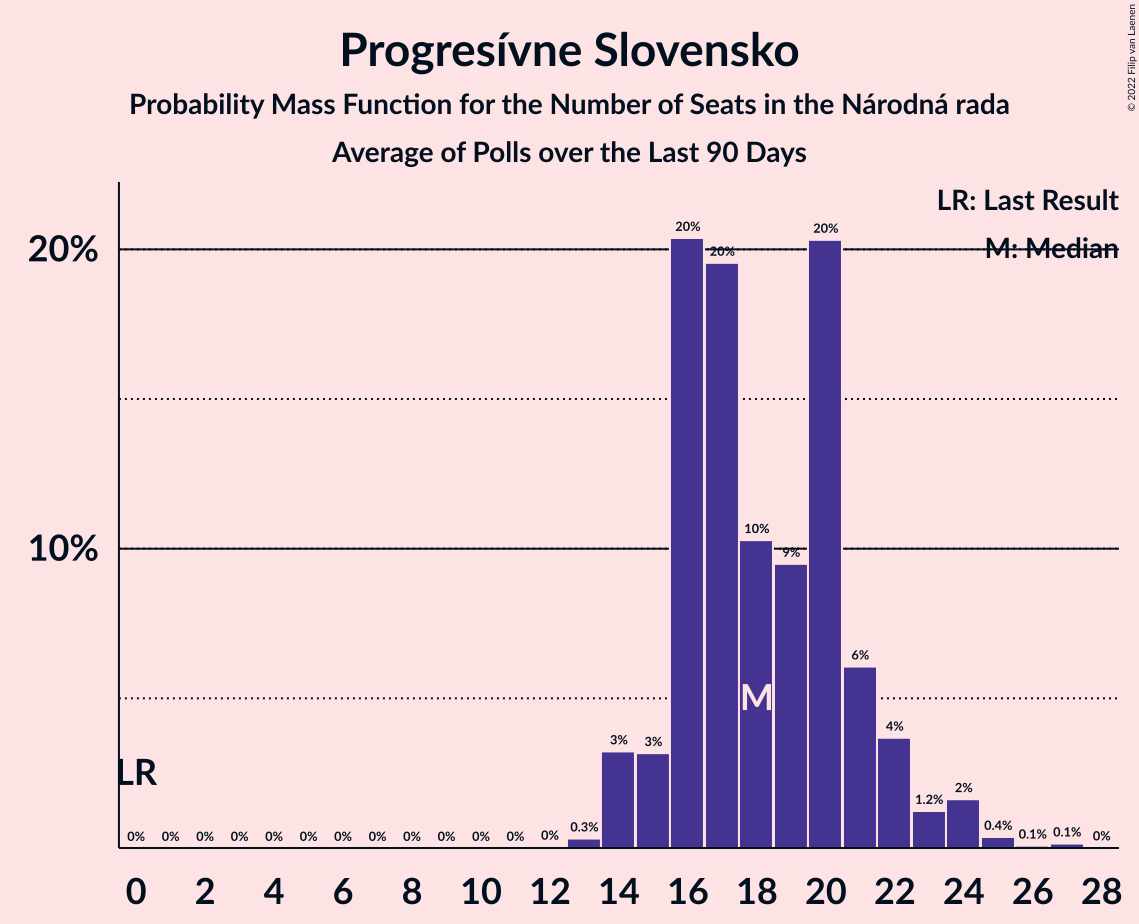 Progresívne Slovensko
Probability Mass Function for the Number of Seats in the Národná rada
Average of Polls over the Last 90 Days
© 2022 Filip van Laenen
LR: Last Result
M: Median
20%
10%
20%
20%
20%
10%
9%
6%
4%
3%
3%
1.2%
2%
0.3%
0.4%
0.1%
0.1%
0%
0% 0% 0% 0% 0% 0% 0% 0% 0% 0% 0% 0% 0%
M
LR
0 2 4 6 8 10 12 14 16 18 20 22 24 26 28